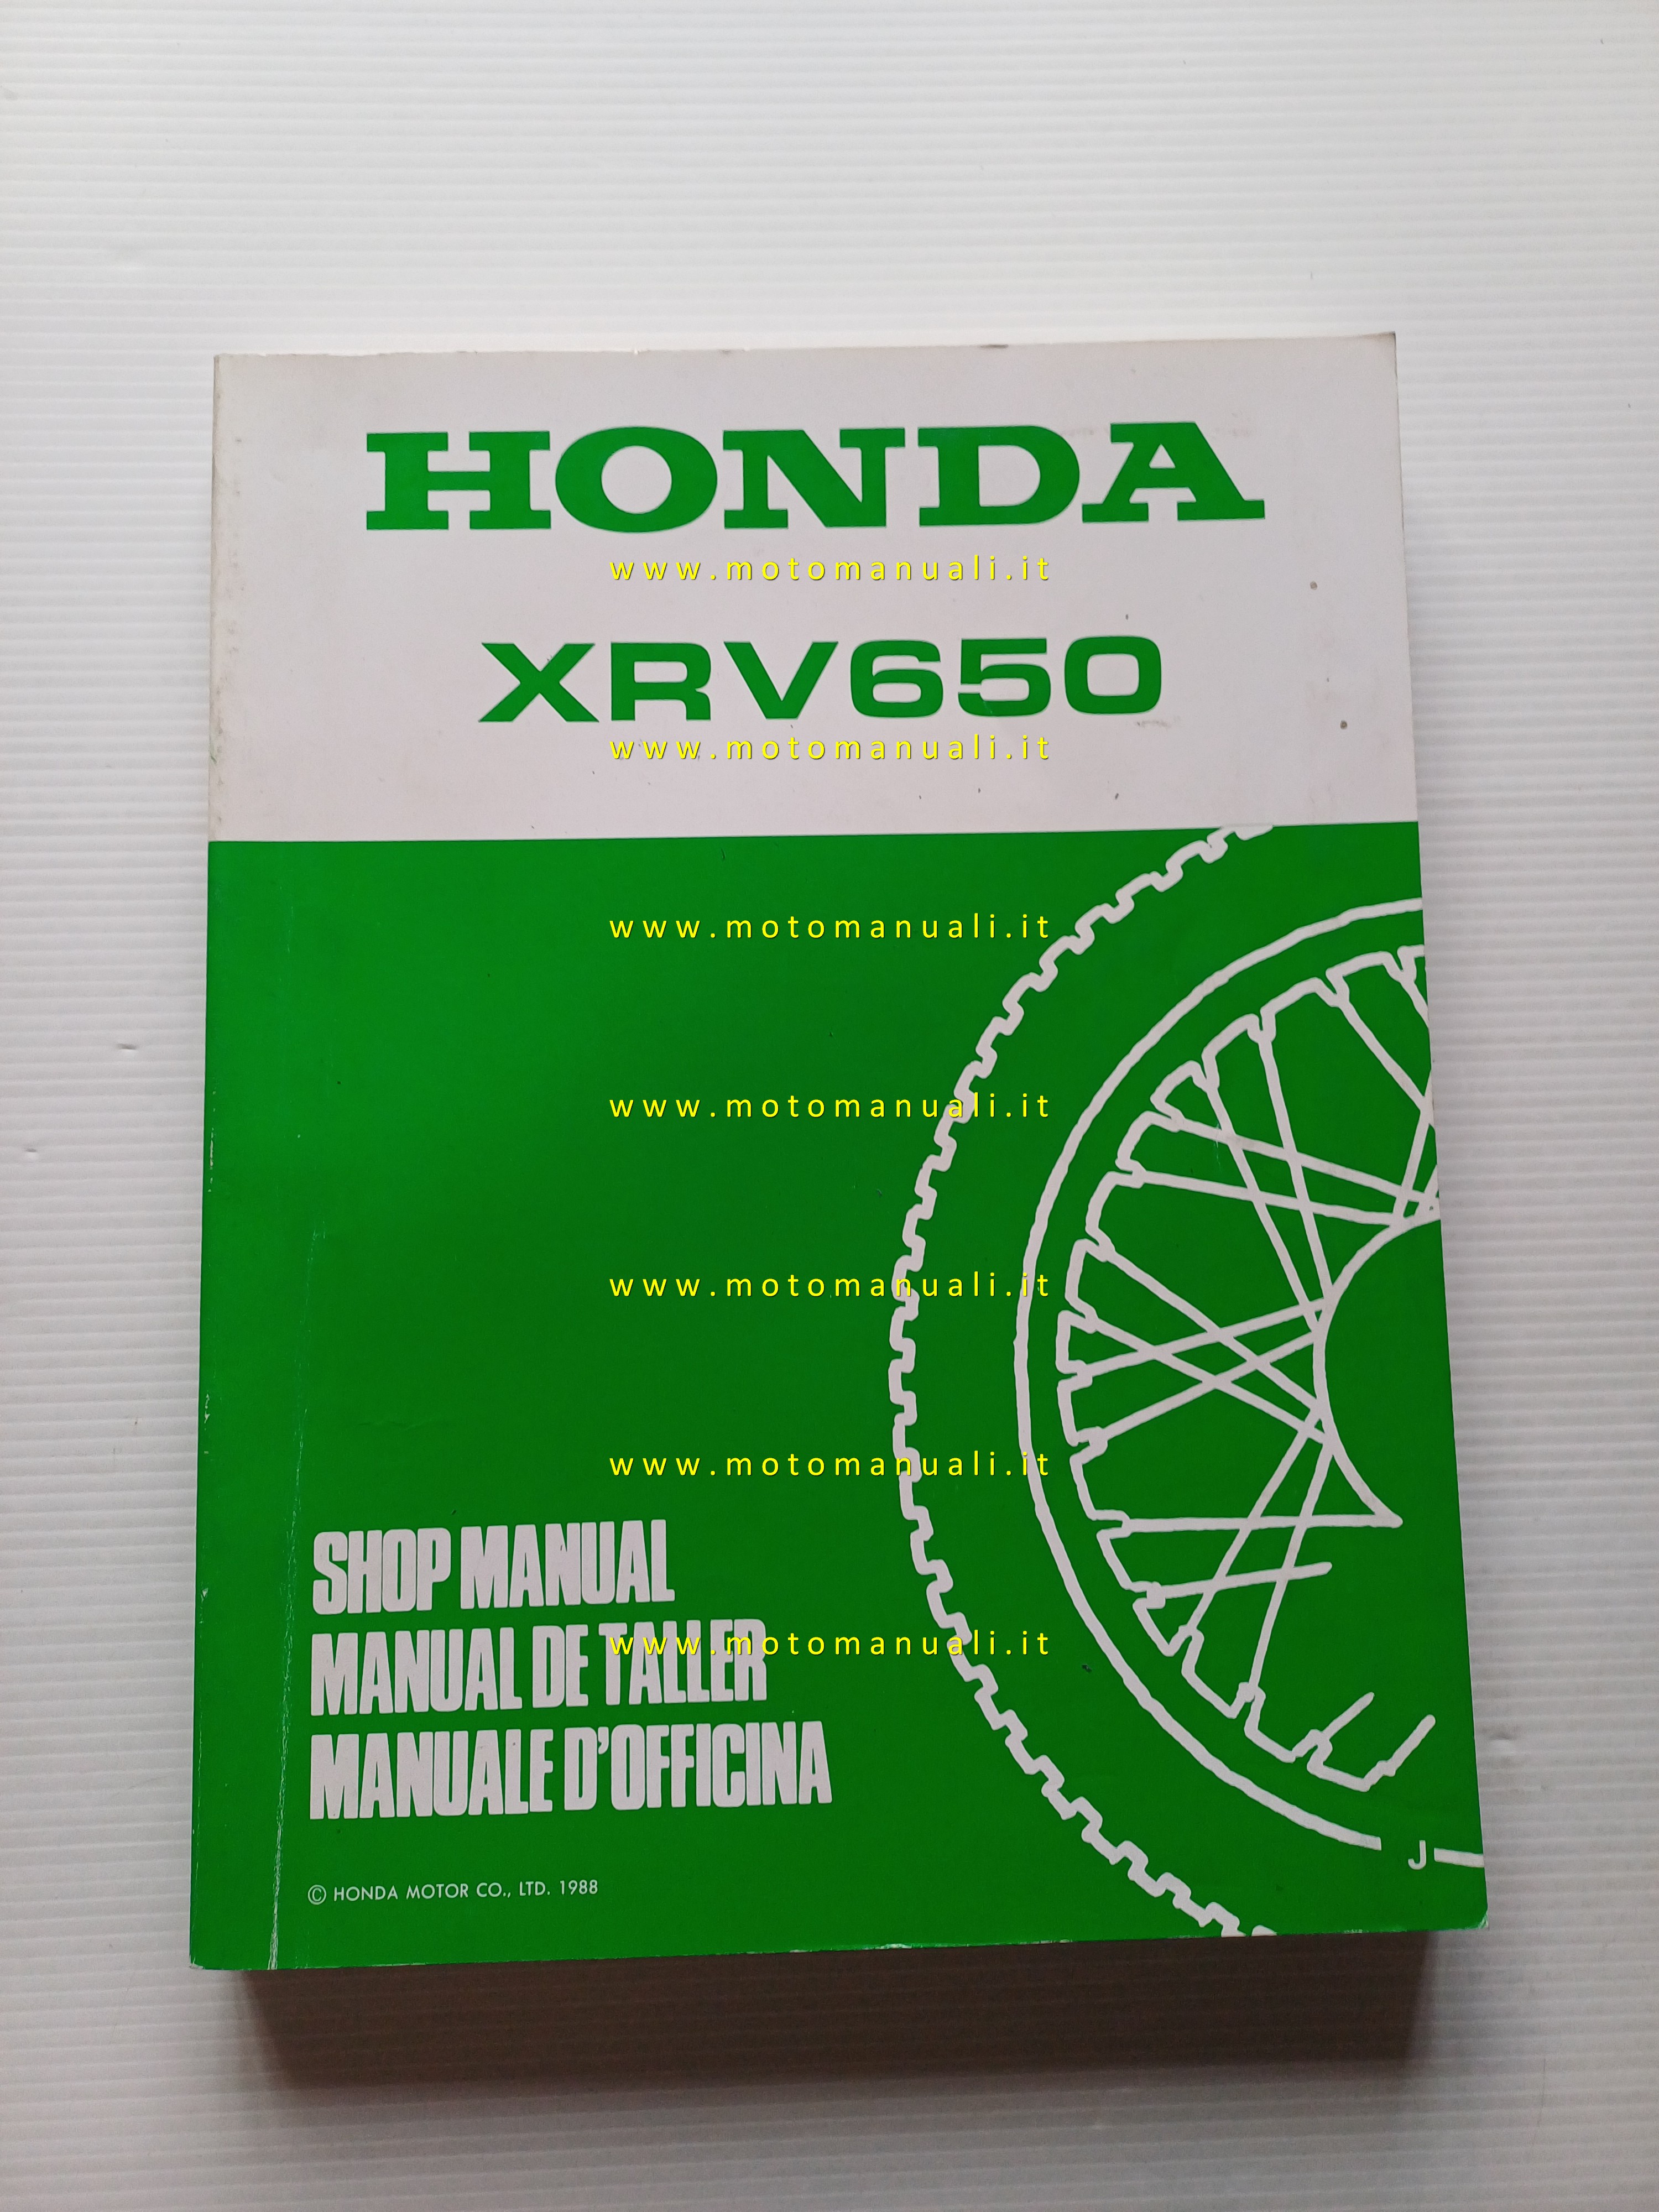 HONDA
www.motomanuali.it
XRV650
www.motomanuali.it
www.motomanuali.it
www.motomanuali.it
www.motomanuali.it
www.motomanuali.it
SHOP MANUAL
MANUAL DE TALLER
www.motomanuali.it
MANUALE D'OFFICINA
J
© HONDA MOTOR CO., LTD. 1988